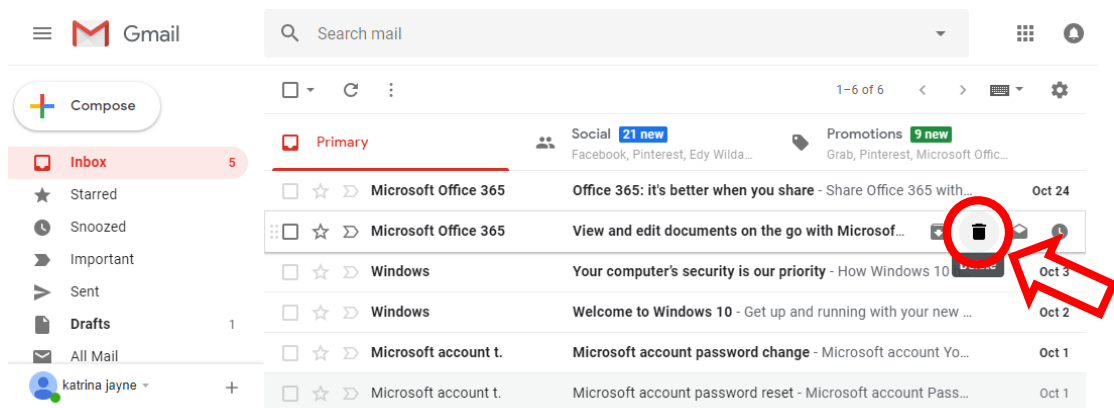 Gmail
Search mail
Compose
1–6 of 6
Primary
Social 21 new
Facebook, Pinterest, Edy Wilda...
Promotions 9 new
Grab, Pinterest, Microsoft Offic...
Inbox 5
Starred
Snoozed
Important
Sent
Drafts 1
All Mail
katrina jayne
Microsoft Office 365 Office 365: it's better when you share - Share Office 365 with... Oct 24
Microsoft Office 365 View and edit documents on the go with Microsof...
Windows Your computer's security is our priority - How Windows 10 Oct 3
Windows Welcome to Windows 10 - Get up and running with your new ... Oct 2
Microsoft account t. Microsoft account password change - Microsoft account Yo... Oct 1
Microsoft account t. Microsoft account password reset - Microsoft account Pass... Oct 1